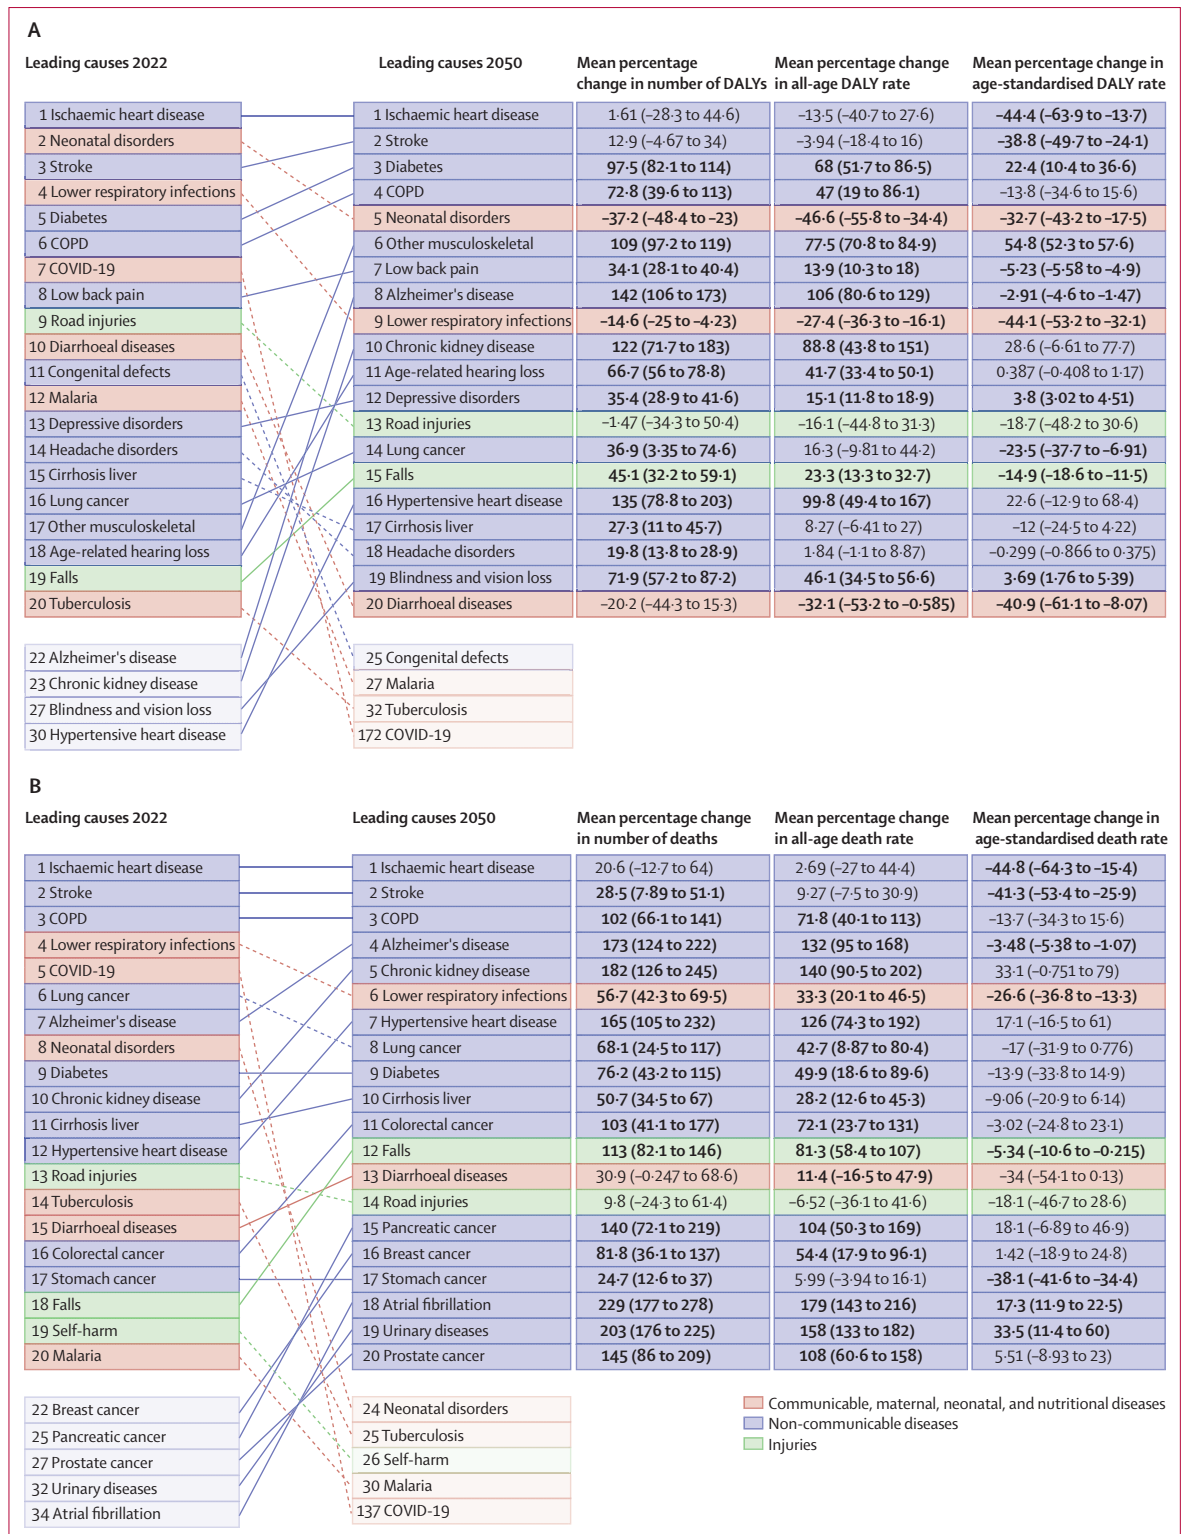 A
Leading causes 2022 Leading causes 2050 Mean percentage change in number of DALYs Mean percentage change in all-age DALY rate Mean percentage change in age-standardised DALY rate
1 Ischaemic heart disease 1 Ischaemic heart disease 1·61 (–28·3 to 44·6) –13·5 (–40·7 to 27·6) –44·4 (–63·9 to –13·7)
2 Neonatal disorders 2 Stroke 12·9 (–4·67 to 34) –3·94 (–18·4 to 16) –38·8 (–49·7 to –24·1)
3 Stroke 3 Diabetes 97·5 (82·1 to 114) 68 (51·7 to 86·5) 22·4 (10·4 to 36·6)
4 Lower respiratory infections 4 COPD 72·8 (39·6 to 113) 47 (19 to 86·1) –13·8 (–34·6 to 15·6)
5 Diabetes 5 Neonatal disorders –37·2 (–48·4 to –23) –46·6 (–55·8 to –34·4) –32·7 (–43·2 to –17·5)
6 COPD 6 Other musculoskeletal 109 (97·2 to 119) 77·5 (70·8 to 84·9) 54·8 (52·3 to 57·6)
7 COVID-19 7 Low back pain 34·1 (28·1 to 40·4) 13·9 (10·3 to 18) –5·23 (–5·58 to –4·9)
8 Low back pain 8 Alzheimer's disease 142 (106 to 173) 106 (80·6 to 129) –2·91 (–4·6 to –1·47)
9 Road injuries 9 Lower respiratory infections –14·6 (–25 to –4·23) –27·4 (–36·3 to –16·1) –44·1 (–53·2 to –32·1)
10 Diarrhoeal diseases 10 Chronic kidney disease 122 (71·7 to 183) 88·8 (43·8 to 151) 28·6 (–6·61 to 77·7)
11 Congenital defects 11 Age-related hearing loss 66·7 (56 to 78·8) 41·7 (33·4 to 50·1) 0·387 (–0·408 to 1·17)
12 Malaria 12 Depressive disorders 35·4 (28·9 to 41·6) 15·1 (11·8 to 18·9) 3·8 (3·02 to 4·51)
13 Depressive disorders 13 Road injuries –1·47 (–34·3 to 50·4) –16·1 (–44·8 to 31·3) –18·7 (–48·2 to 30·6)
14 Headache disorders 14 Lung cancer 36·9 (3·35 to 74·6) 16·3 (–9·81 to 44·2) –23·5 (–37·7 to –6·91)
15 Cirrhosis liver 15 Falls 45·1 (32·2 to 59·1) 23·3 (13·3 to 32·7) –14·9 (–18·6 to –11·5)
16 Lung cancer 16 Hypertensive heart disease 135 (78·8 to 203) 99·8 (49·4 to 167) 22·6 (–12·9 to 68·4)
17 Other musculoskeletal 17 Cirrhosis liver 27·3 (11 to 45·7) 8·27 (–6·41 to 27) –12 (–24·5 to 4·22)
18 Age-related hearing loss 18 Headache disorders 19·8 (13·8 to 28·9) 1·84 (–1·1 to 8·87) –0·299 (–0·866 to 0·375)
19 Falls 19 Blindness and vision loss 71·9 (57·2 to 87·2) 46·1 (34·5 to 56·6) 3·69 (1·76 to 5·39)
20 Tuberculosis 20 Diarrhoeal diseases –20·2 (–44·3 to 15·3) –32·1 (–53·2 to –0·585) –40·9 (–61·1 to –8·07)
22 Alzheimer's disease 25 Congenital defects
23 Chronic kidney disease 27 Malaria
27 Blindness and vision loss 32 Tuberculosis
30 Hypertensive heart disease 172 COVID-19
B
Leading causes 2022 Leading causes 2050 Mean percentage change in number of deaths Mean percentage change in all-age death rate Mean percentage change in age-standardised death rate
1 Ischaemic heart disease 1 Ischaemic heart disease 20·6 (–12·7 to 64) 2·69 (–27 to 44·4) –44·8 (–64·3 to –15·4)
2 Stroke 2 Stroke 28·5 (7·89 to 51·1) 9·27 (–7·5 to 30·9) –41·3 (–53·4 to –25·9)
3 COPD 3 COPD 102 (66·1 to 141) 71·8 (40·1 to 113) –13·7 (–34·3 to 15·6)
4 Lower respiratory infections 4 Alzheimer's disease 173 (124 to 222) 132 (95 to 168) –3·48 (–5·38 to –1·07)
5 COVID-19 5 Chronic kidney disease 182 (126 to 245) 140 (90·5 to 202) 33·1 (–0·751 to 79)
6 Lung cancer 6 Lower respiratory infections 56·7 (42·3 to 69·5) 33·3 (20·1 to 46·5) –26·6 (–36·8 to –13·3)
7 Alzheimer's disease 7 Hypertensive heart disease 165 (105 to 232) 126 (74·3 to 192) 17·1 (–16·5 to 61)
8 Neonatal disorders 8 Lung cancer 68·1 (24·5 to 117) 42·7 (8·87 to 80·4) –17 (–31·9 to 0·776)
9 Diabetes 9 Diabetes 76·2 (43·2 to 115) 49·9 (18·6 to 89·6) –13·9 (–33·8 to 14·9)
10 Chronic kidney disease 10 Cirrhosis liver 50·7 (34·5 to 67) 28·2 (12·6 to 45·3) –9·06 (–20·9 to 6·14)
11 Cirrhosis liver 11 Colorectal cancer 103 (41·1 to 177) 72·1 (23·7 to 131) –3·02 (–24·8 to 23·1)
12 Hypertensive heart disease 12 Falls 113 (82·1 to 146) 81·3 (58·4 to 107) –5·34 (–10·6 to –0·215)
13 Road injuries 13 Diarrhoeal diseases 30·9 (–0·247 to 68·6) 11·4 (–16·5 to 47·9) –34 (–54·1 to 0·13)
14 Tuberculosis 14 Road injuries 9·8 (–24·3 to 61·4) –6·52 (–36·1 to 41·6) –18·1 (–46·7 to 28·6)
15 Diarrhoeal diseases 15 Pancreatic cancer 140 (72·1 to 219) 104 (50·3 to 169) 18·1 (–6·89 to 46·9)
16 Colorectal cancer 16 Breast cancer 81·8 (36·1 to 137) 54·4 (17·9 to 96·1) 1·42 (–18·9 to 24·8)
17 Stomach cancer 17 Stomach cancer 24·7 (12·6 to 37) 5·99 (–3·94 to 16·1) –38·1 (–41·6 to –34·4)
18 Falls 18 Atrial fibrillation 229 (177 to 278) 179 (143 to 216) 17·3 (11·9 to 22·5)
19 Self-harm 19 Urinary diseases 203 (176 to 225) 158 (133 to 182) 33·5 (11·4 to 60)
20 Malaria 20 Prostate cancer 145 (86 to 209) 108 (60·6 to 158) 5·51 (–8·93 to 23)
22 Breast cancer 24 Neonatal disorders
25 Pancreatic cancer 25 Tuberculosis
27 Prostate cancer 26 Self-harm
32 Urinary diseases 30 Malaria
34 Atrial fibrillation 137 COVID-19
Communicable, maternal, neonatal, and nutritional diseases
Non-communicable diseases
Injuries